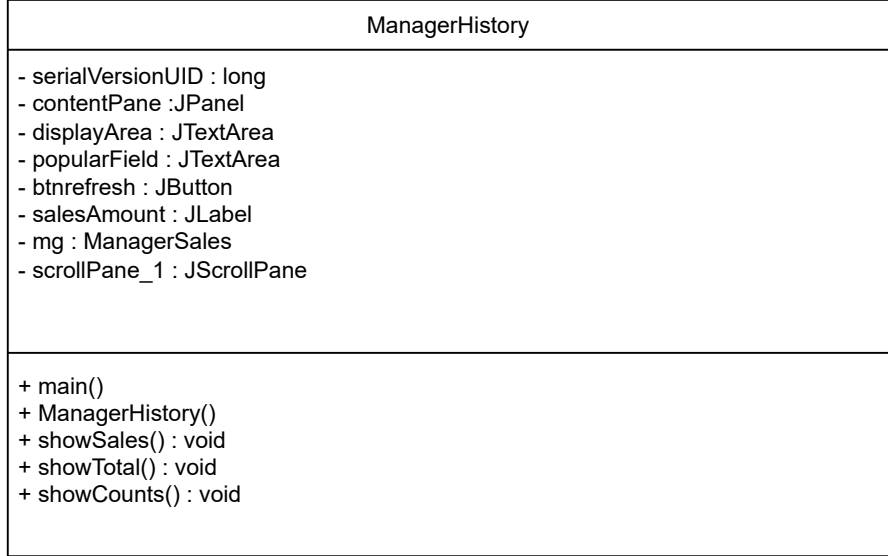 ManagerHistory
- serialVersionUID : long
- contentPane :JPanel
- displayArea : JTextArea
- popularField : JTextArea
- btnrefresh : JButton
- salesAmount : JLabel
- mg : ManagerSales
- scrollPane_1 : JScrollPane
+ main()
+ ManagerHistory()
+ showSales() : void
+ showTotal() : void
+ showCounts() : void